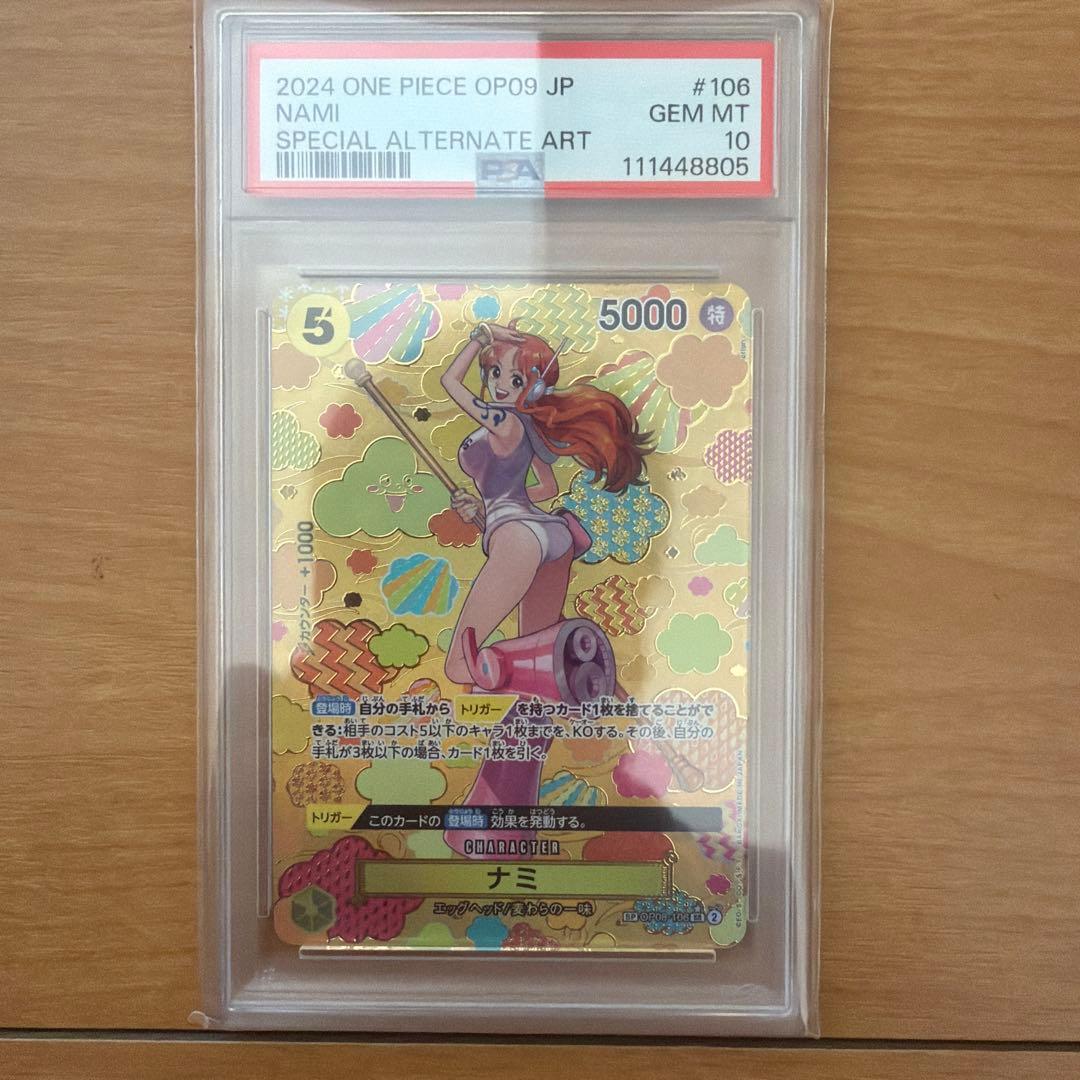 2024 ONE PIECE OP09 JP #106
NAMI GEM MT
SPECIAL ALTERNATE ART 10
PSA 111448805
5 5000 特
カウンター +1000
登場時 自分の手札から トリガー を持つカード1枚を捨てることがで
きる:相手のコスト5以下のキャラ1枚までを、KOする。その後、自分の
手札が3枚以下の場合、カード1枚を引く。
トリガー このカードの 登場時 効果を発動する。
CHARACTER
ナミ
エッグヘッド/麦わらの一味
SP OP08-106 SR 2